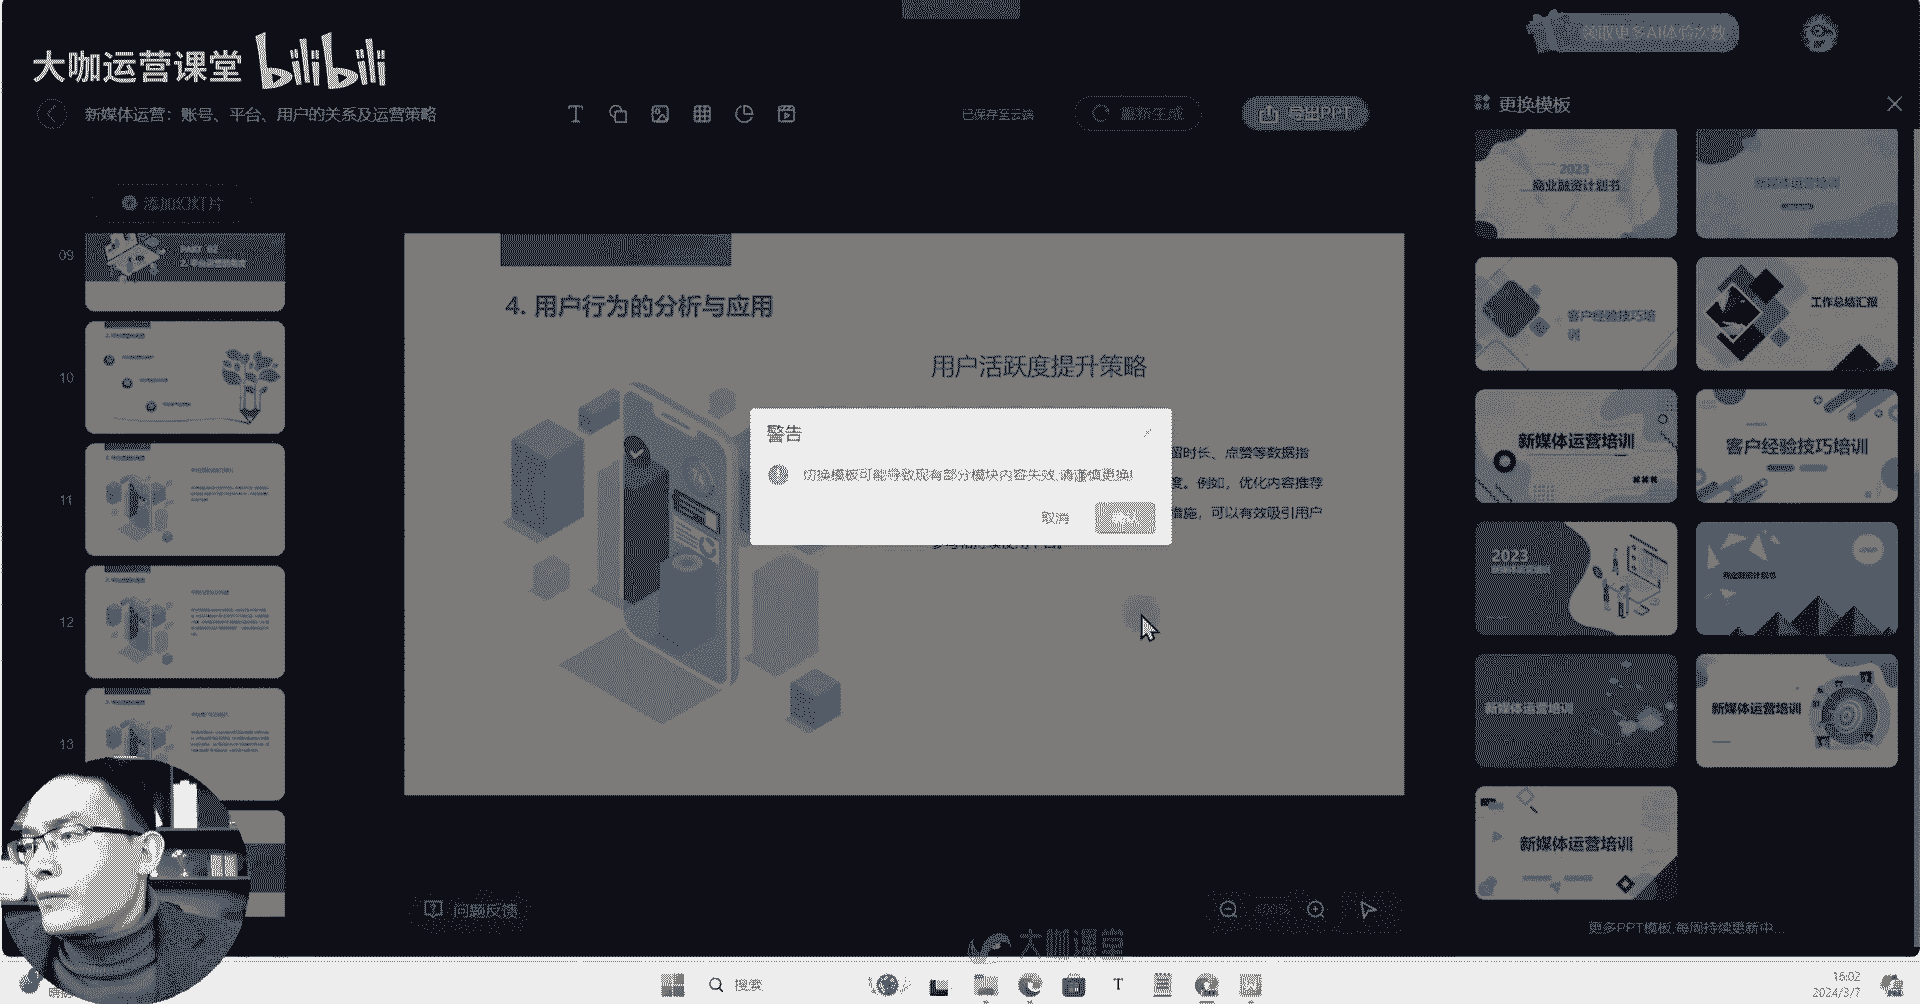 大咖运营课堂 bilibili
领取更多AI体验次数
新媒体运营：账号、平台、用户的关系及运营策略
已保存至云端
重新生成
导出PPT
更换模板
添加幻灯片
09
PART 02
10
11
12
13
4. 用户行为的分析与应用
用户活跃度提升策略
留时长、点赞等数据指
度。例如，优化内容推荐
措施，可以有效吸引用户
警告
切换模板可能导致现有部分模块内容失效,请谨慎更换!
取消
确认
2023
商业融资计划书
新媒体运营培训
客户经验技巧培
训
工作总结汇报
新媒体运营培训
客户经验技巧培训
2023
商业融资计划书
新媒体运营培训
新媒体运营培训
新媒体运营培训
更多PPT模板,每周持续更新中...
问题反馈
大咖课堂
搜索
16:02
2024/3/7